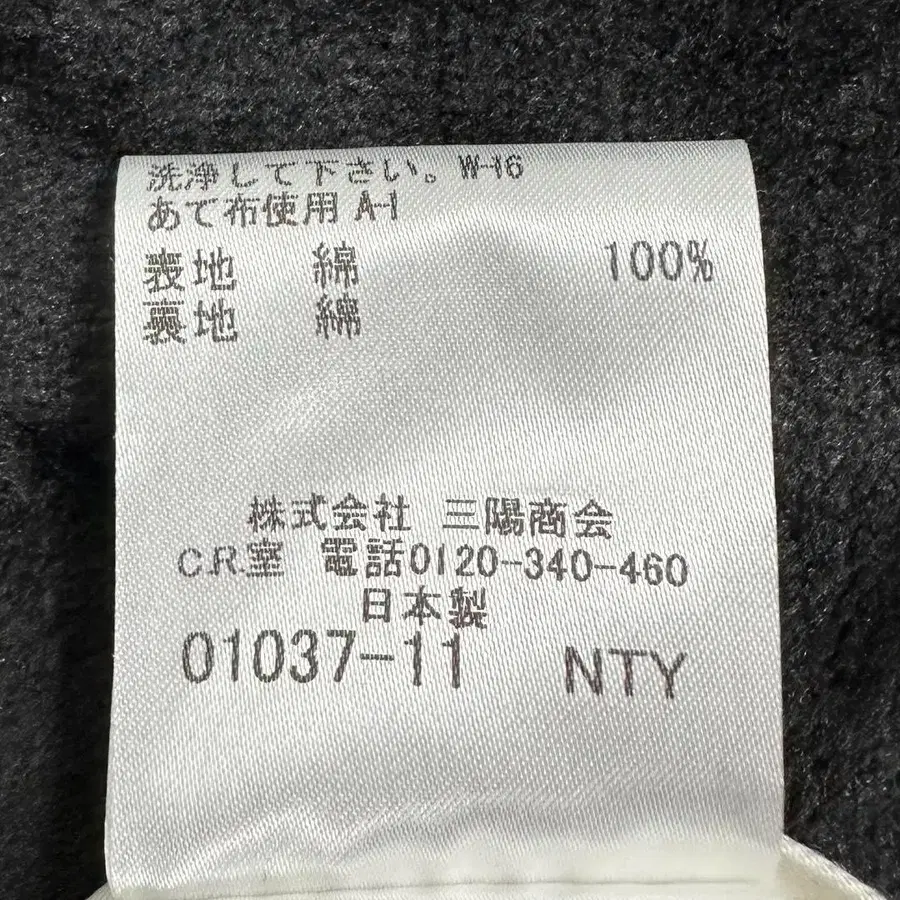 洗浄して下さい。W-16
あて布使用 A-1
表地 綿 100%
裏地 綿
株式会社 三陽商会
C.R.室 電話0120-340-460
日本製
01037-11 NTY